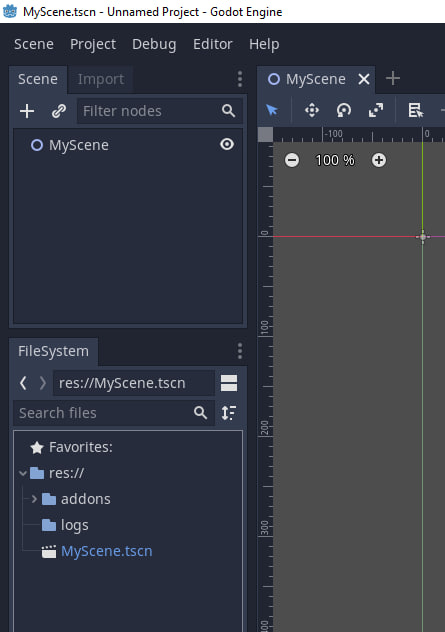 MyScene.tscn - Unnamed Project - Godot Engine
Scene Project Debug Editor Help
Scene Import
MyScene
Filter nodes
-100 0
MyScene
100 %
0
100
200
300
FileSystem
res://MyScene.tscn
Search files
Favorites:
res://
addons
logs
MyScene.tscn